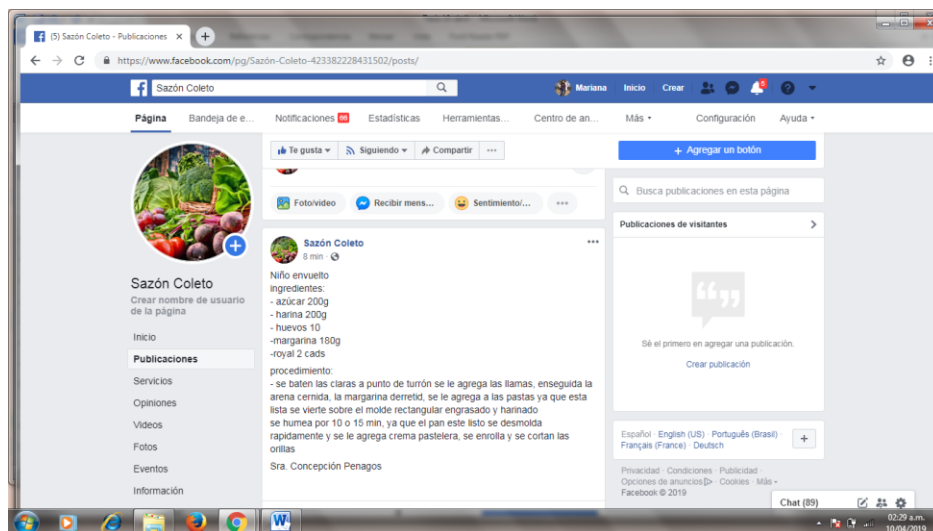 (5) Sazón Coleto - Publicaciones
https://www.facebook.com/pg/Sazón-Coleto-423382228431502/posts/
Sazón Coleto
Mariana Inicio Crear 5
Página Bandeja de e... Notificaciones 66 Estadísticas Herramientas... Centro de an... Más Configuración Ayuda
Te gusta Siguiendo Compartir ...
+ Agregar un botón
Foto/video Recibir mens... Sentimiento/... ...
Busca publicaciones en esta página
Publicaciones de visitantes
Sé el primero en agregar una publicación.
Crear publicación
Sazón Coleto
Crear nombre de usuario
de la página
Inicio
Publicaciones
Servicios
Opiniones
Videos
Fotos
Eventos
Información
Sazón Coleto
8 min ·
Niño envuelto
ingredientes:
- azúcar 200g
- harina 200g
- huevos 10
-margarina 180g
-royal 2 cads
procedimiento:
- se baten las claras a punto de turrón se le agrega las llamas, enseguida la
arena cernida, la margarina derretid, se le agrega a las pastas ya que esta
lista se vierte sobre el molde rectangular engrasado y harinado
se humea por 10 o 15 min, ya que el pan este listo se desmolda
rapidamente y se le agrega crema pastelera, se enrolla y se cortan las
orillas
Sra. Concepción Penagos
Español · English (US) · Português (Brasil) ·
Français (France) · Deutsch
Privacidad · Condiciones · Publicidad ·
Opciones de anuncios · Cookies · Más
Facebook © 2019
Chat (89)
02:29 a.m.
10/04/2019